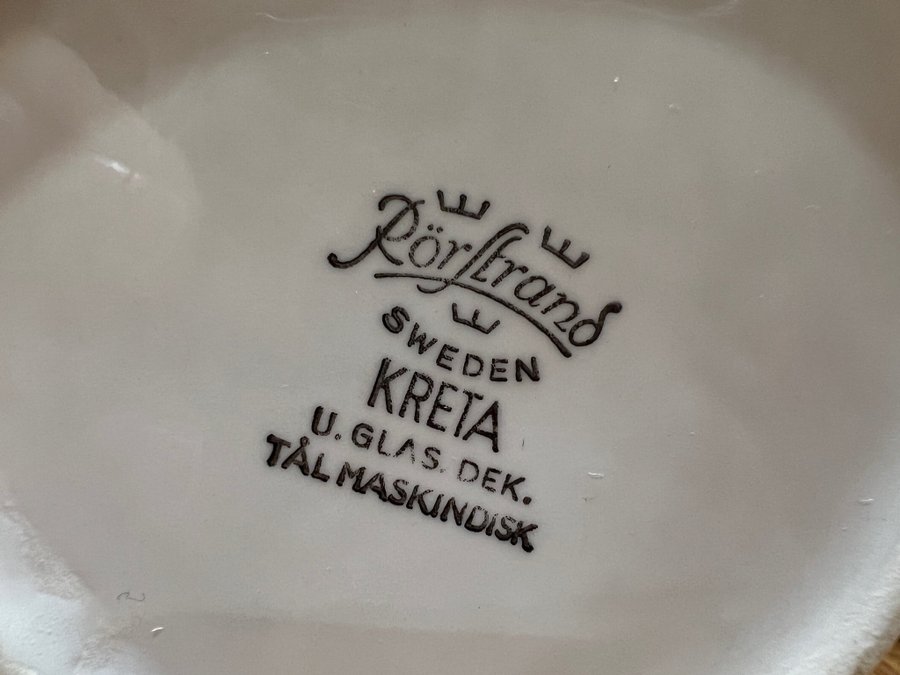 Rörstrand
SWEDEN
KRETA
U. GLAS. DEK.
TÅL MASKINDISK